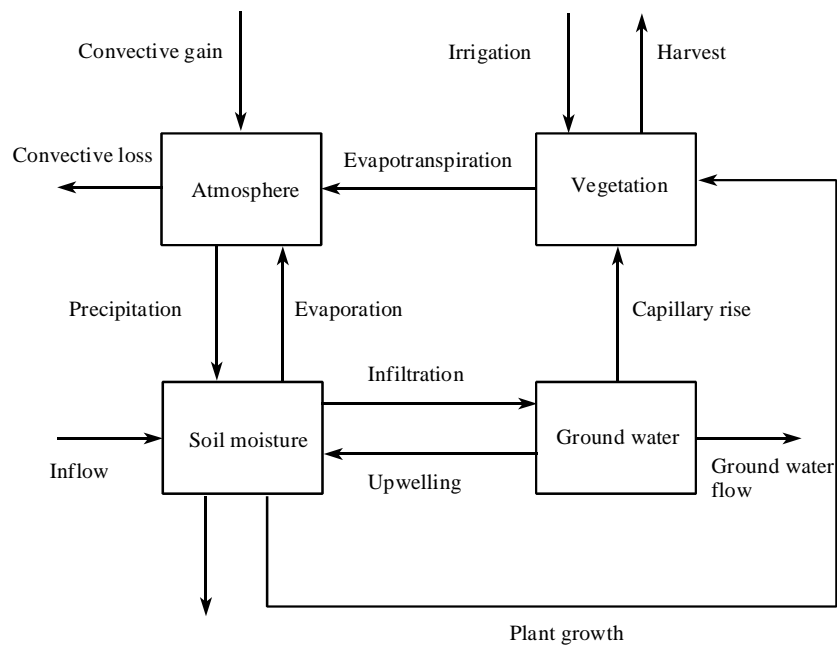 Convective gain
Irrigation
Harvest
Convective loss
Evapotranspiration
Atmosphere
Vegetation
Precipitation
Evaporation
Capillary rise
Infiltration
Soil moisture
Ground water
Inflow
Upwelling
Ground water
flow
Plant growth